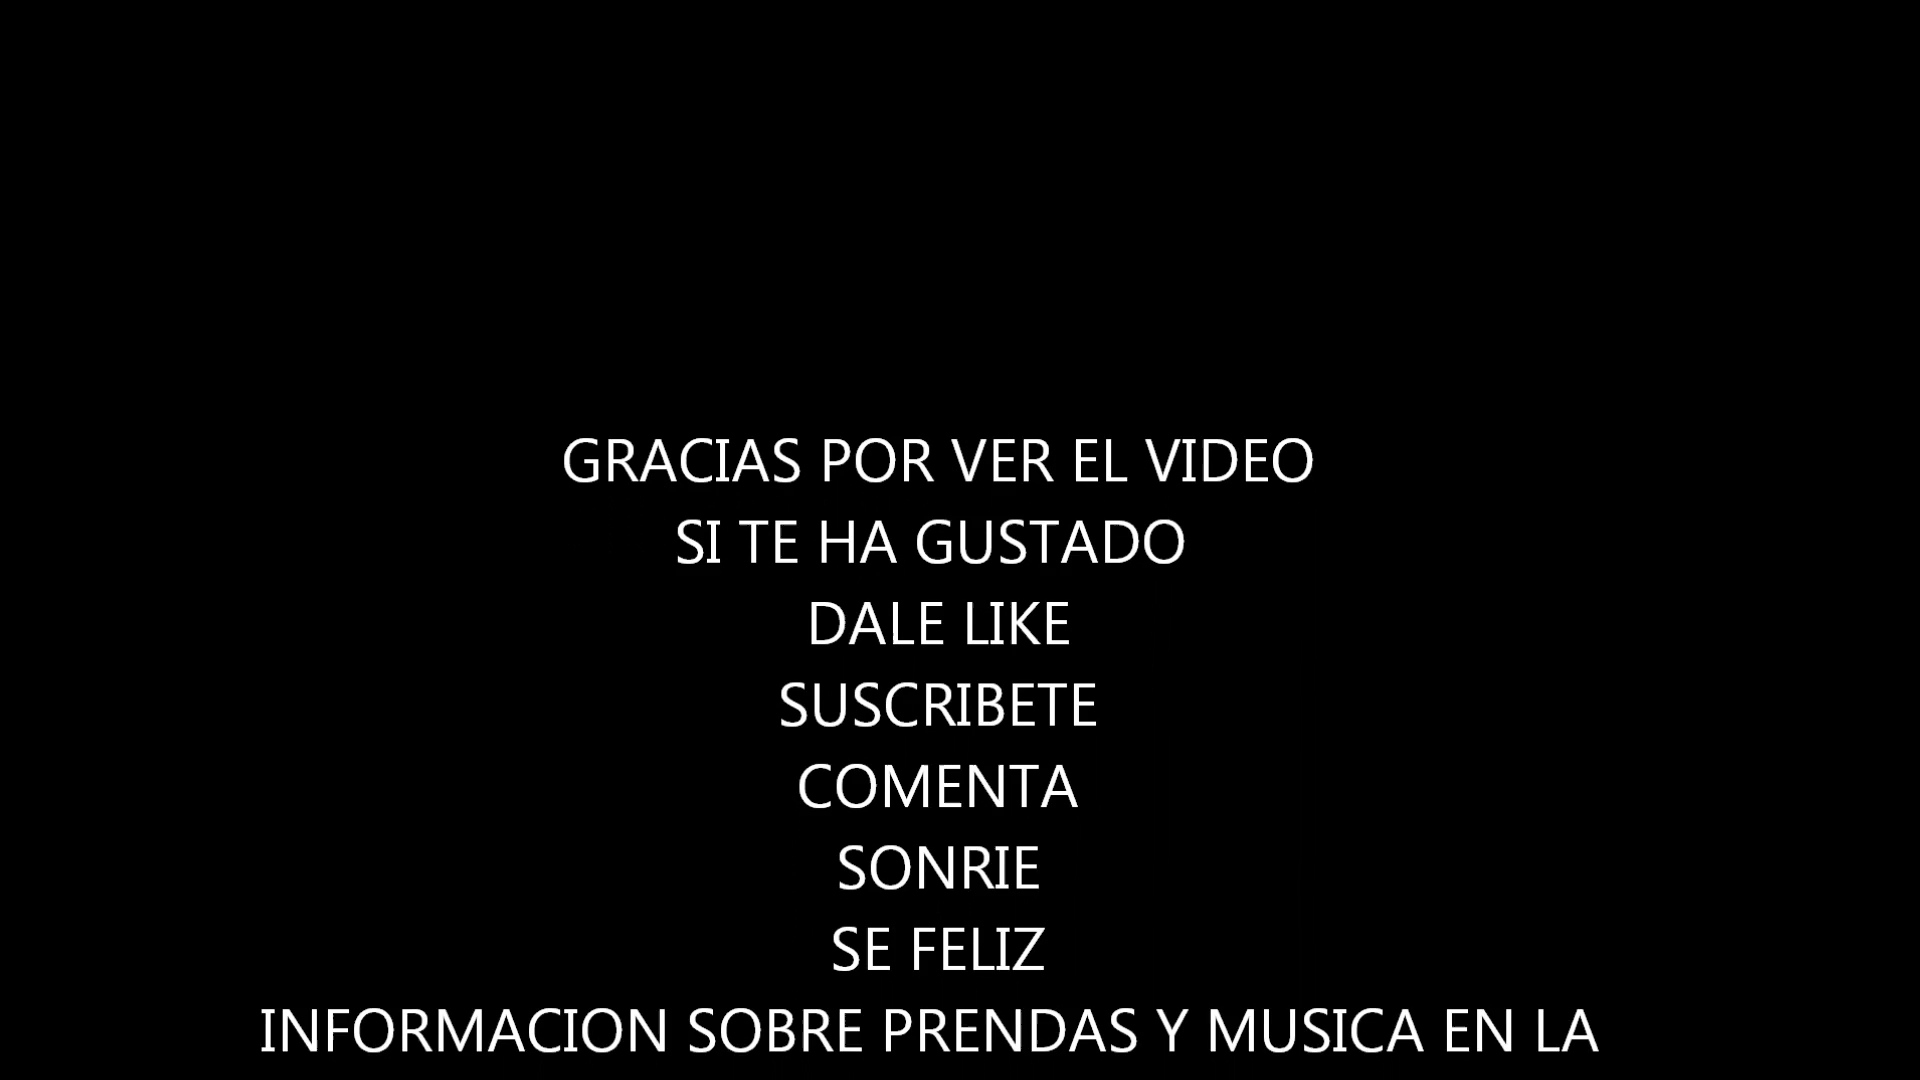 GRACIAS POR VER EL VIDEO
SI TE HA GUSTADO
DALE LIKE
SUSCRIBETE
COMENTA
SONRIE
SE FELIZ
INFORMACION SOBRE PRENDAS Y MUSICA EN LA